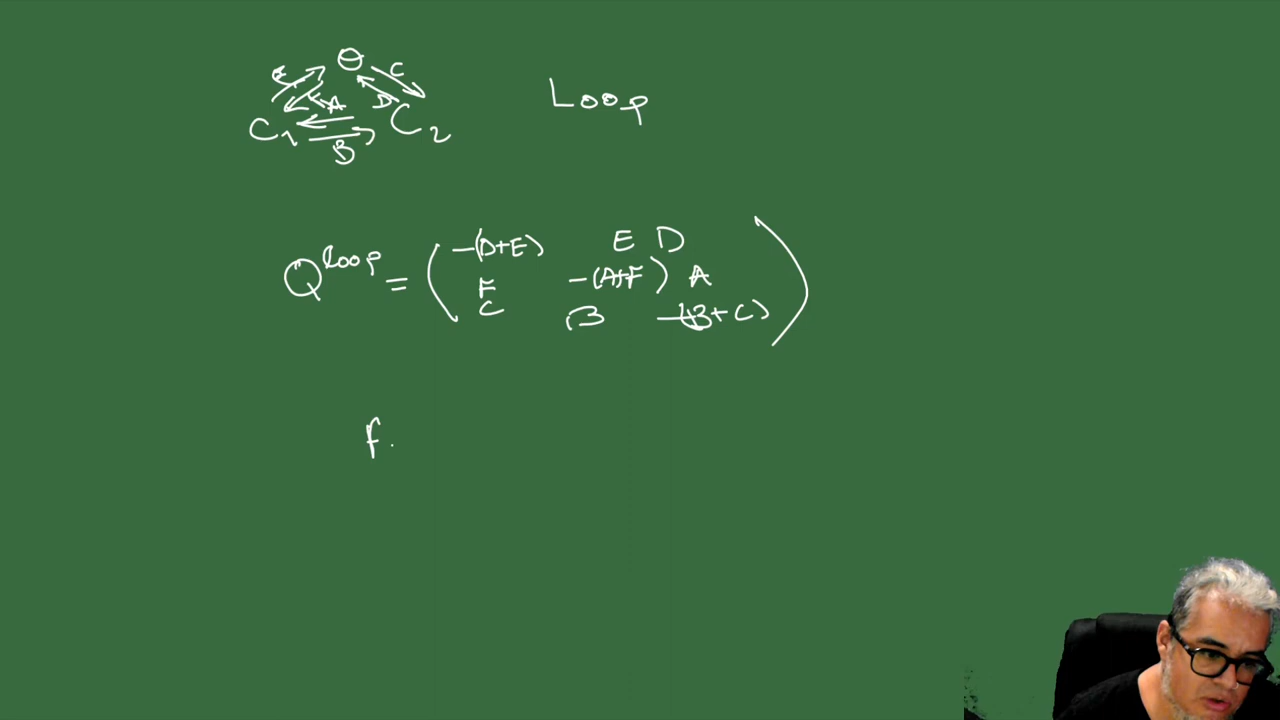 O C Loop
E F A D
C₁ B C₂
Q^Loop = ( -(D+E) E D
F -(A+F) A
C B -(B+C) )
f.